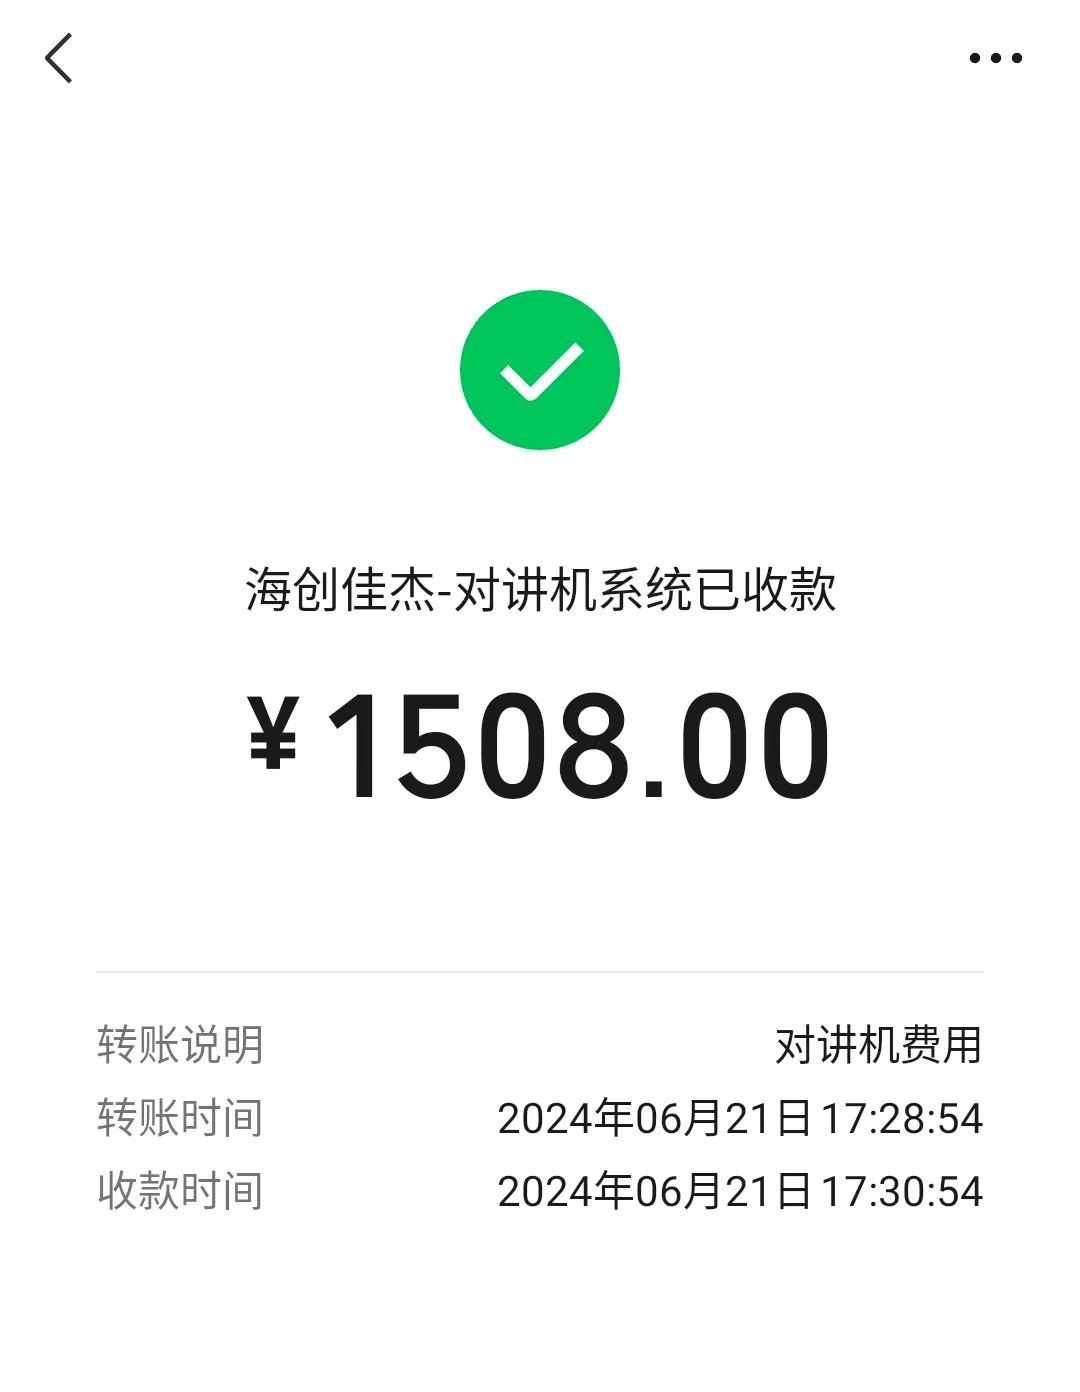 海创佳杰-对讲机系统已收款
¥1508.00
转账说明 对讲机费用
转账时间 2024年06月21日 17:28:54
收款时间 2024年06月21日 17:30:54